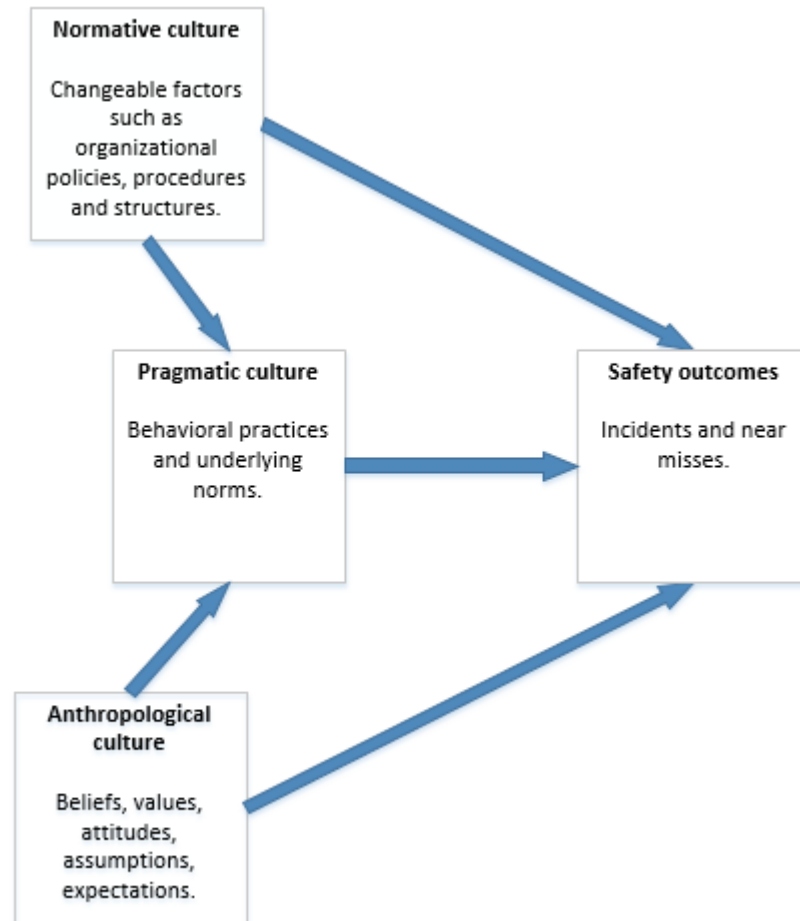 Normative culture
Changeable factors
such as
organizational
policies, procedures
and structures.
Pragmatic culture
Behavioral practices
and underlying
norms.
Safety outcomes
Incidents and near
misses.
Anthropological
culture
Beliefs, values,
attitudes,
assumptions,
expectations.